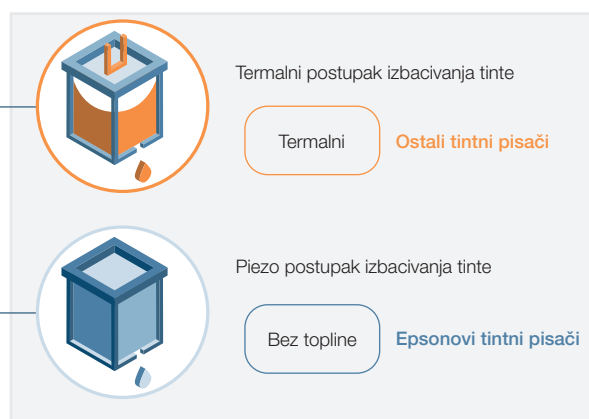 Termalni postupak izbacivanja tinte
Termalni
Ostali tintni pisači
Piezo postupak izbacivanja tinte
Bez topline
Epsonovi tintni pisači